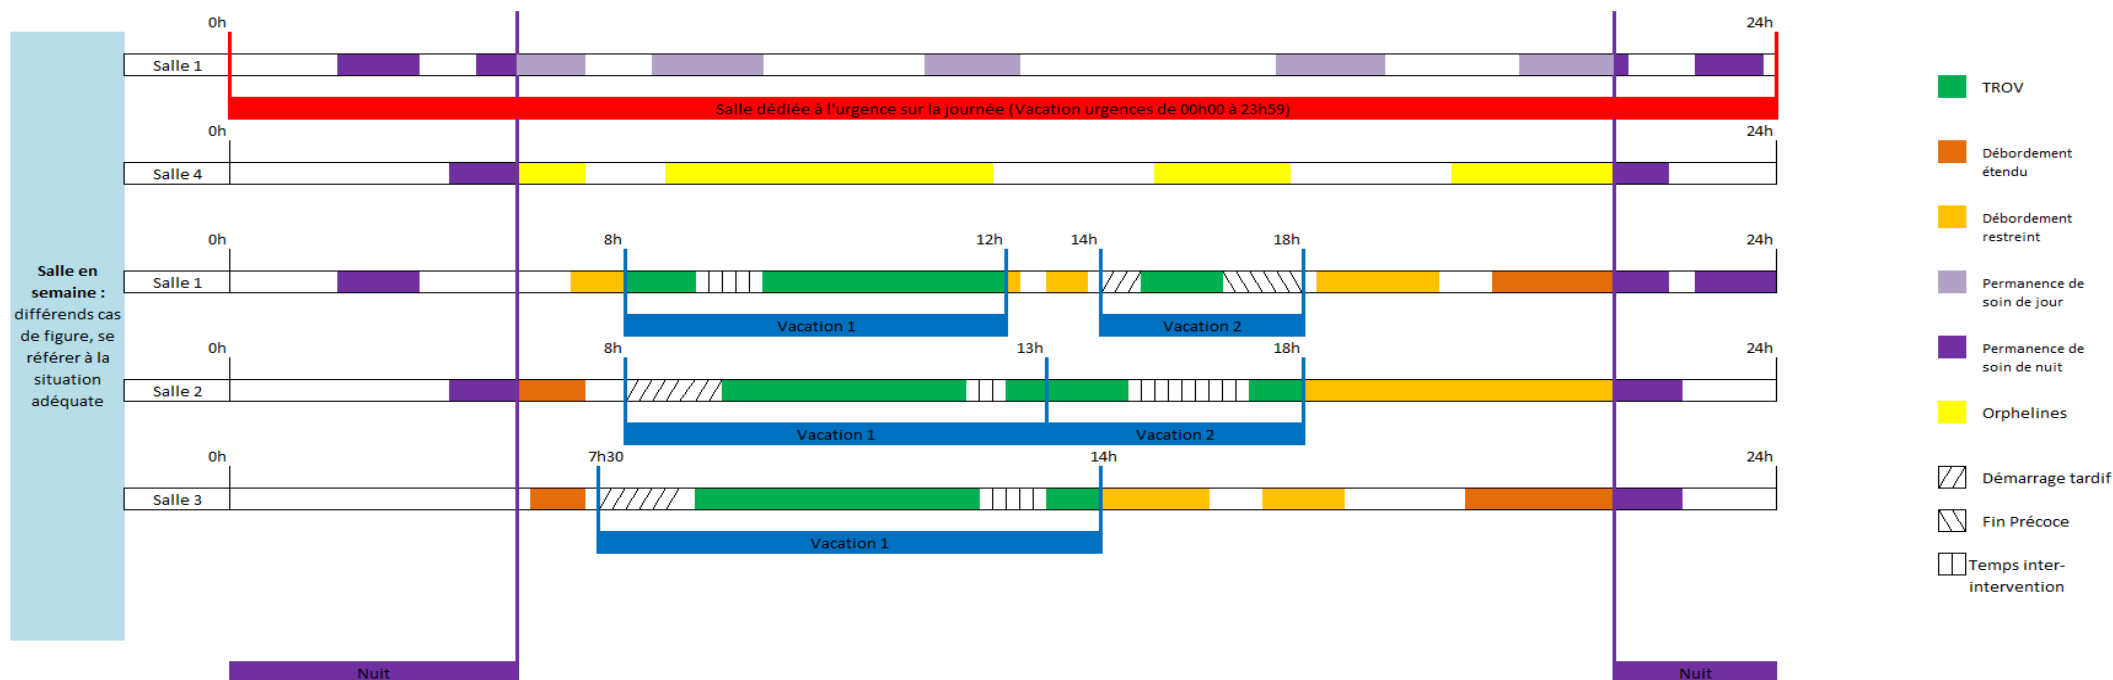 0h
24h
Salle 1
Salle dédiée à l'urgence sur la journée (Vacation urgences de 00h00 à 23h59)
0h
24h
Salle 4
0h
8h
12h
14h
18h
24h
Salle 1
Vacation 1
Vacation 2
0h
8h
13h
18h
24h
Salle 2
Vacation 1
Vacation 2
0h
7h30
14h
24h
Salle 3
Vacation 1
Nuit
Nuit
Salle en
semaine :
différends cas
de figure, se
référer à la
situation
adéquate
TROV
Débordement
étendu
Débordement
restreint
Permanence de
soin de jour
Permanence de
soin de nuit
Orphelines
Démarrage tardif
Fin Précoce
Temps inter-
intervention